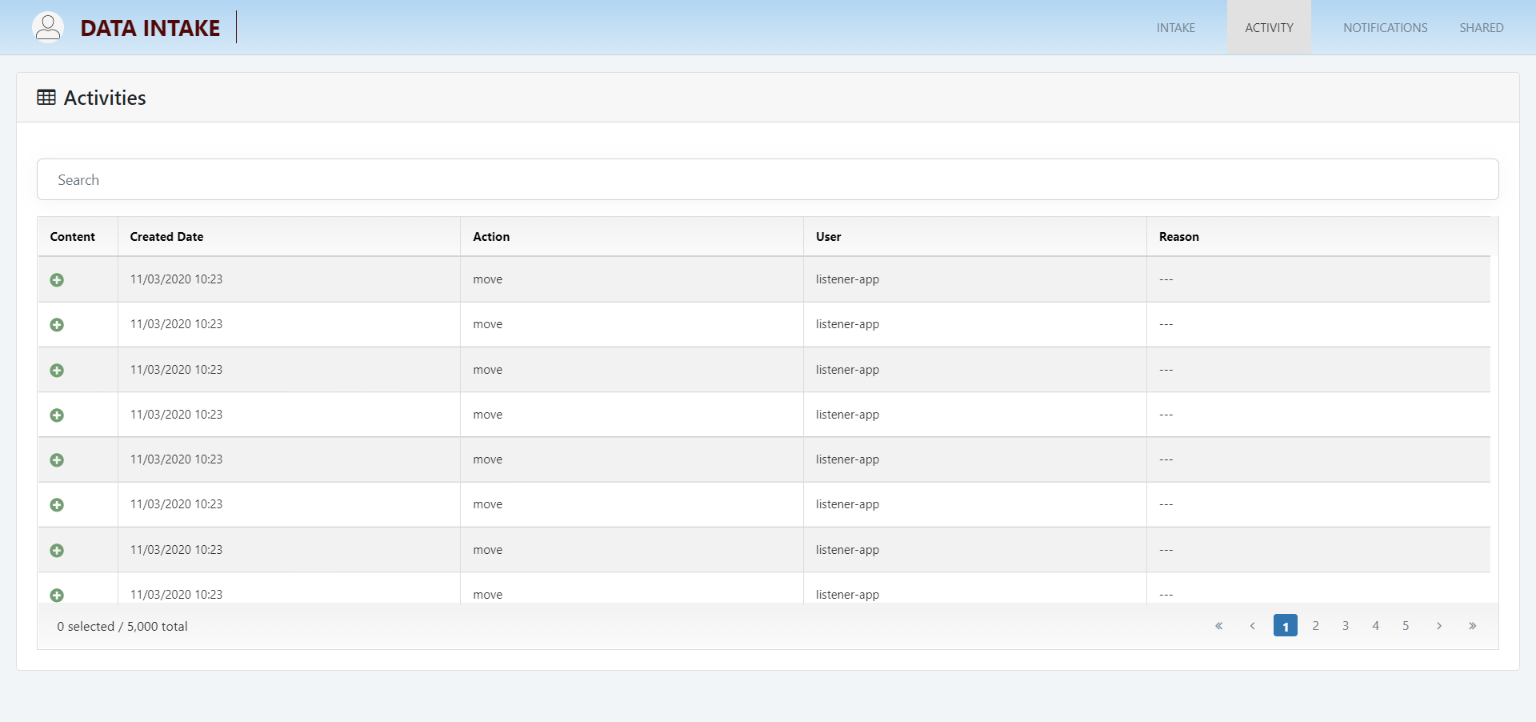 DATA INTAKE INTAKE ACTIVITY NOTIFICATIONS SHARED
Activities
Search
Content Created Date Action User Reason
11/03/2020 10:23 move listener-app ---
11/03/2020 10:23 move listener-app ---
11/03/2020 10:23 move listener-app ---
11/03/2020 10:23 move listener-app ---
11/03/2020 10:23 move listener-app ---
11/03/2020 10:23 move listener-app ---
11/03/2020 10:23 move listener-app ---
11/03/2020 10:23 move listener-app ---
0 selected / 5,000 total « ‹ 1 2 3 4 5 › »